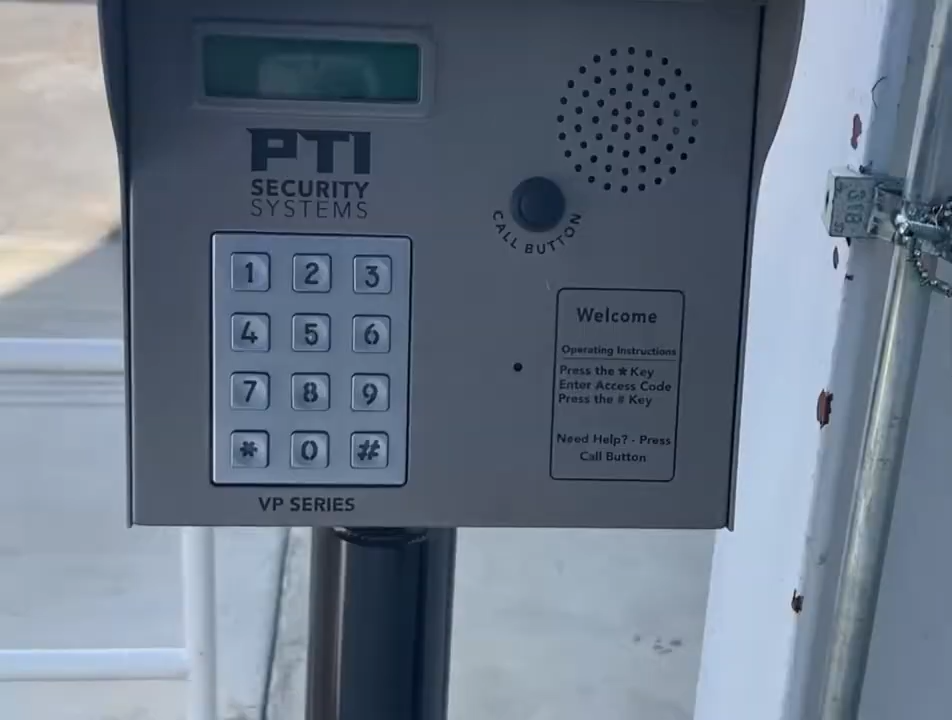 PTI
SECURITY
SYSTEMS
CALL BUTTON
1 2 3
4 5 6
7 8 9
* 0 #
VP SERIES
Welcome
Operating Instructions
Press the * Key
Enter Access Code
Press the # Key
Need Help? - Press
Call Button